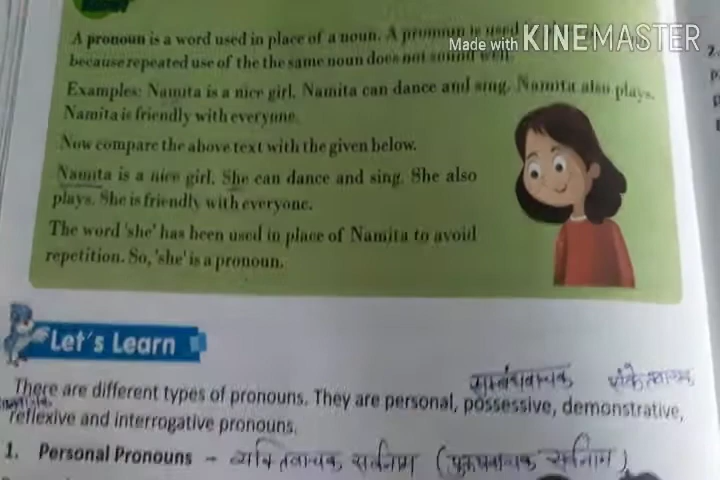 Made with KINEMASTER
A pronoun is a word used in place of a noun. A pronoun is used
because repeated use of the the same noun does not sound well.
Examples: Namita is a nice girl. Namita can dance and sing. Namita also plays.
Namita is friendly with everyone.
Now compare the above text with the given below.
Namita is a nice girl. She can dance and sing. She also
plays. She is friendly with everyone.
The word 'she' has been used in place of Namita to avoid
repetition. So, 'she' is a pronoun.
Let's Learn
There are different types of pronouns. They are personal, possessive, demonstrative,
reflexive and interrogative pronouns.
1. Personal Pronouns - व्यक्तिवाचक सर्वनाम (पुरुषवाचक सर्वनाम)